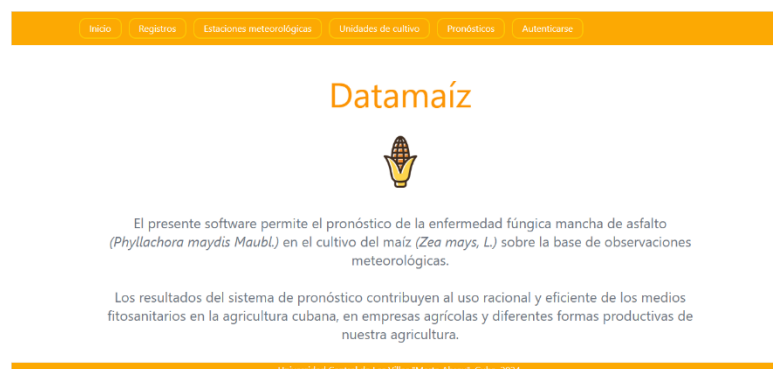 Inicio Registros Estaciones meteorológicas Unidades de cultivo Pronósticos Autenticarse
Datamaíz
El presente software permite el pronóstico de la enfermedad fúngica mancha de asfalto
(Phyllachora maydis Maubl.) en el cultivo del maíz (Zea mays, L.) sobre la base de observaciones
meteorológicas.
Los resultados del sistema de pronóstico contribuyen al uso racional y eficiente de los medios
fitosanitarios en la agricultura cubana, en empresas agrícolas y diferentes formas productivas de
nuestra agricultura.